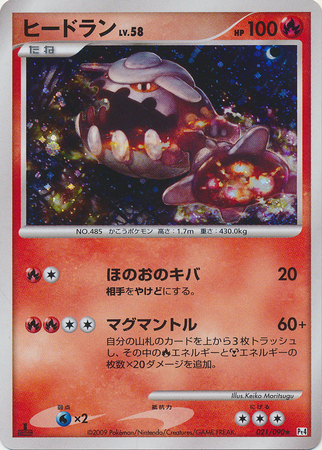 ヒードラン LV.58 HP 100
たね
NO.485 かこうポケモン 高さ：1.7m 重さ：430.0kg
ほのおのキバ 20
相手をやけどにする。
マグマントル 60+
自分の山札のカードを上から3枚トラッシュ
し、その中の エネルギーと エネルギー
の枚数×20ダメージを追加。
Illus. Keiko Moritsugu
弱点 ×2 抵抗力 にげる
©2009 Pokémon/Nintendo/Creatures/GAME FREAK.
021/090★ Pt4